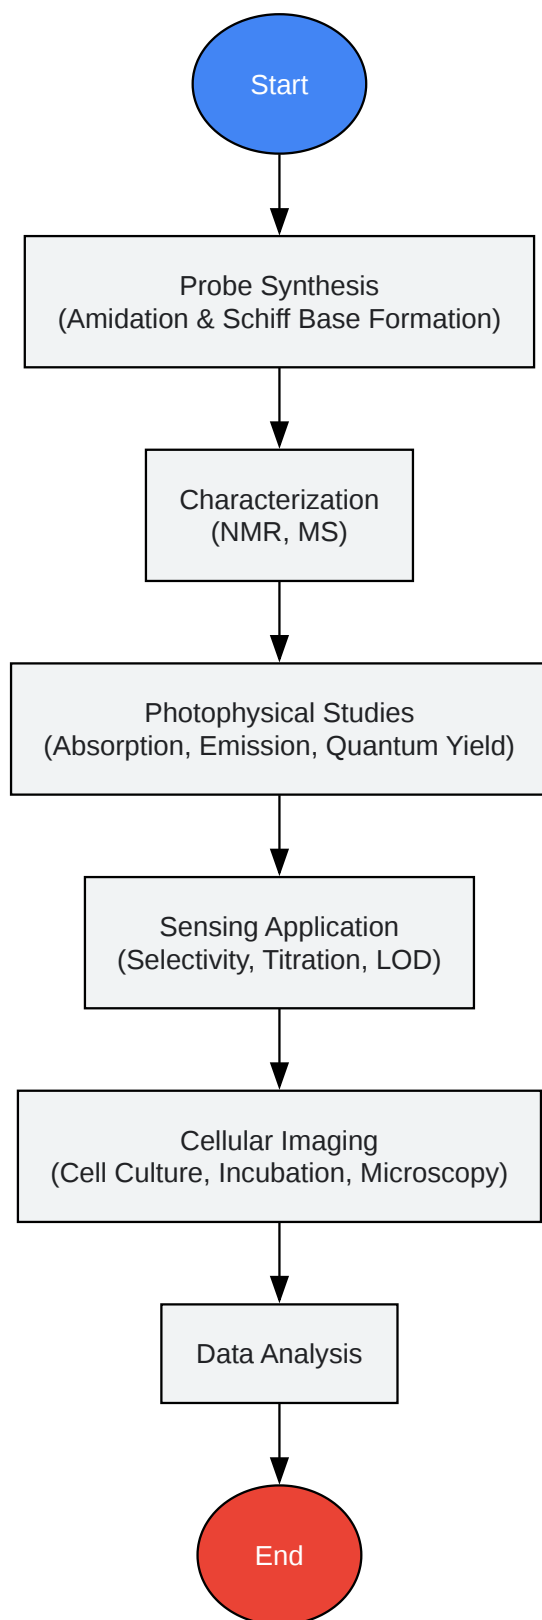 Start
Probe Synthesis
(Amidation & Schiff Base Formation)
Characterization
(NMR, MS)
Photophysical Studies
(Absorption, Emission, Quantum Yield)
Sensing Application
(Selectivity, Titration, LOD)
Cellular Imaging
(Cell Culture, Incubation, Microscopy)
Data Analysis
End